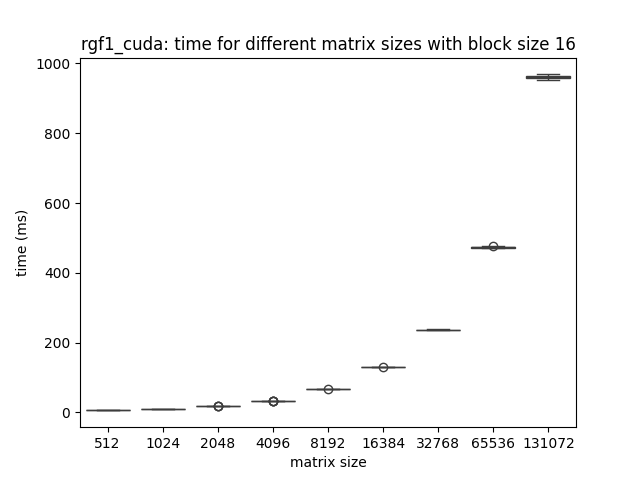 rgf1_cuda: time for different matrix sizes with block size 16
time (ms)
1000
800
600
400
200
0
512 1024 2048 4096 8192 16384 32768 65536 131072
matrix size